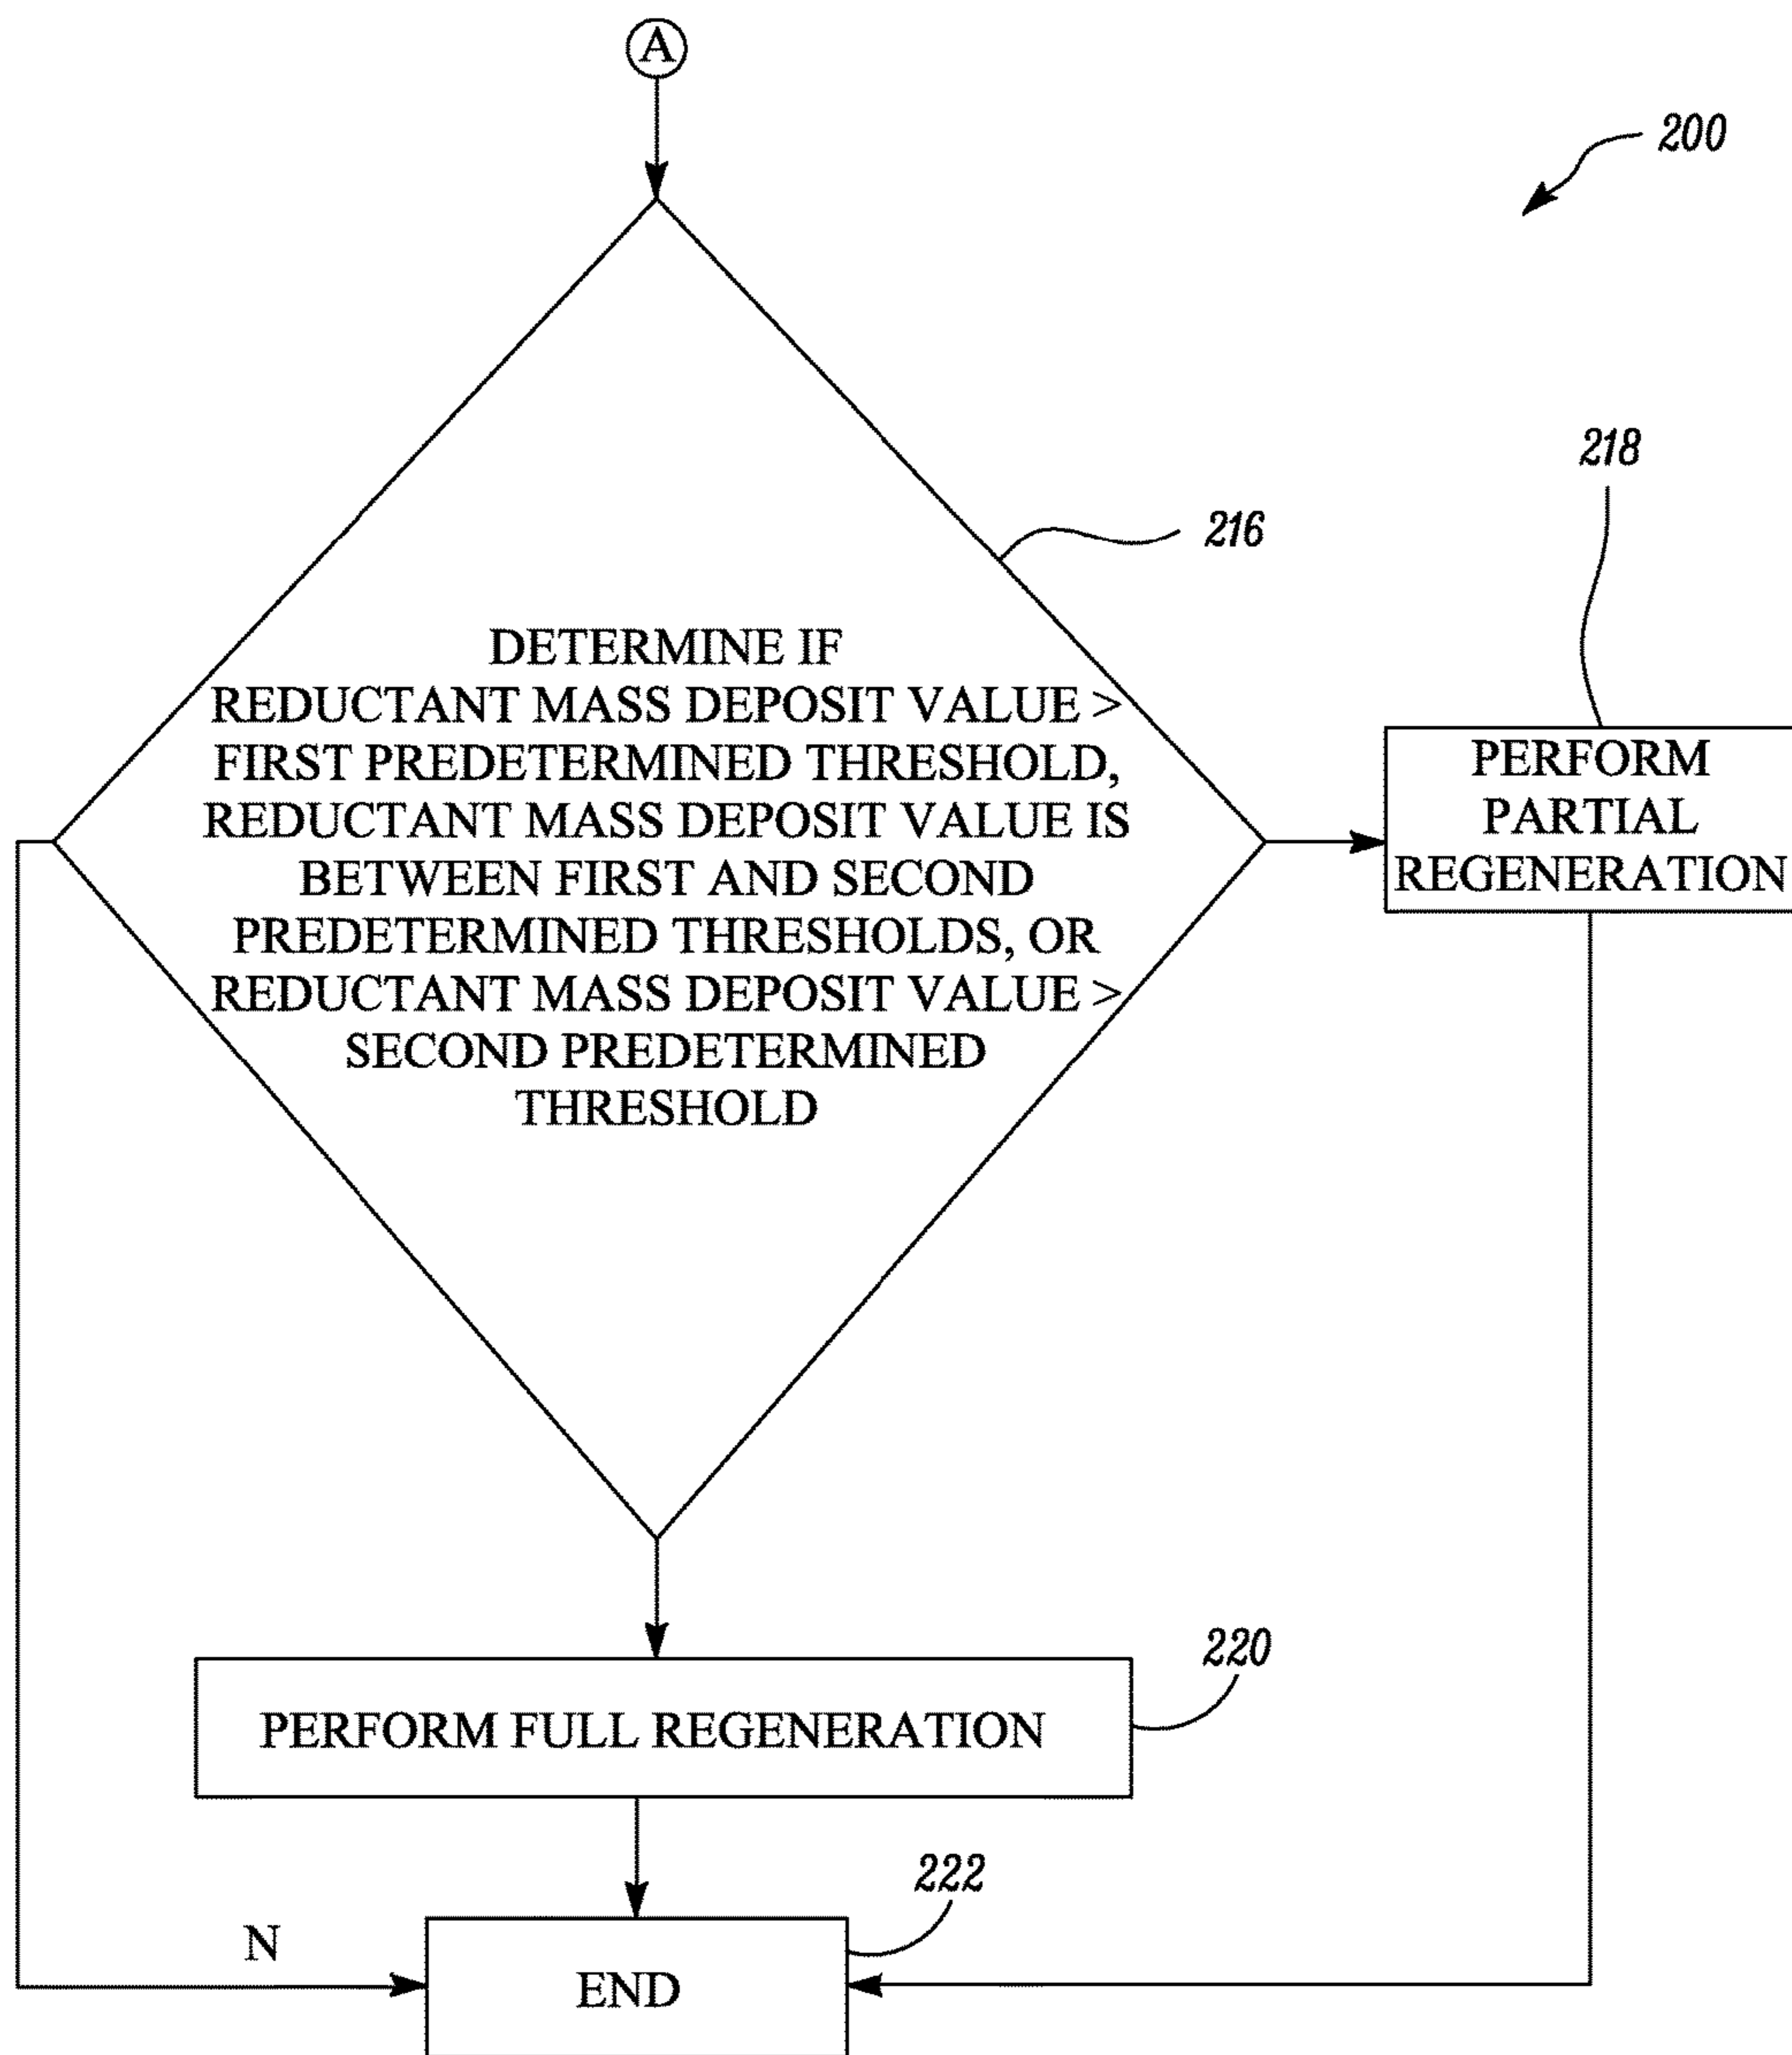 A
200
218
216
DETERMINE IF
REDUCTANT MASS DEPOSIT VALUE >
FIRST PREDETERMINED THRESHOLD,
REDUCTANT MASS DEPOSIT VALUE IS
BETWEEN FIRST AND SECOND
PREDETERMINED THRESHOLDS, OR
REDUCTANT MASS DEPOSIT VALUE >
SECOND PREDETERMINED
THRESHOLD
PERFORM
PARTIAL
REGENERATION
220
PERFORM FULL REGENERATION
222
N
END